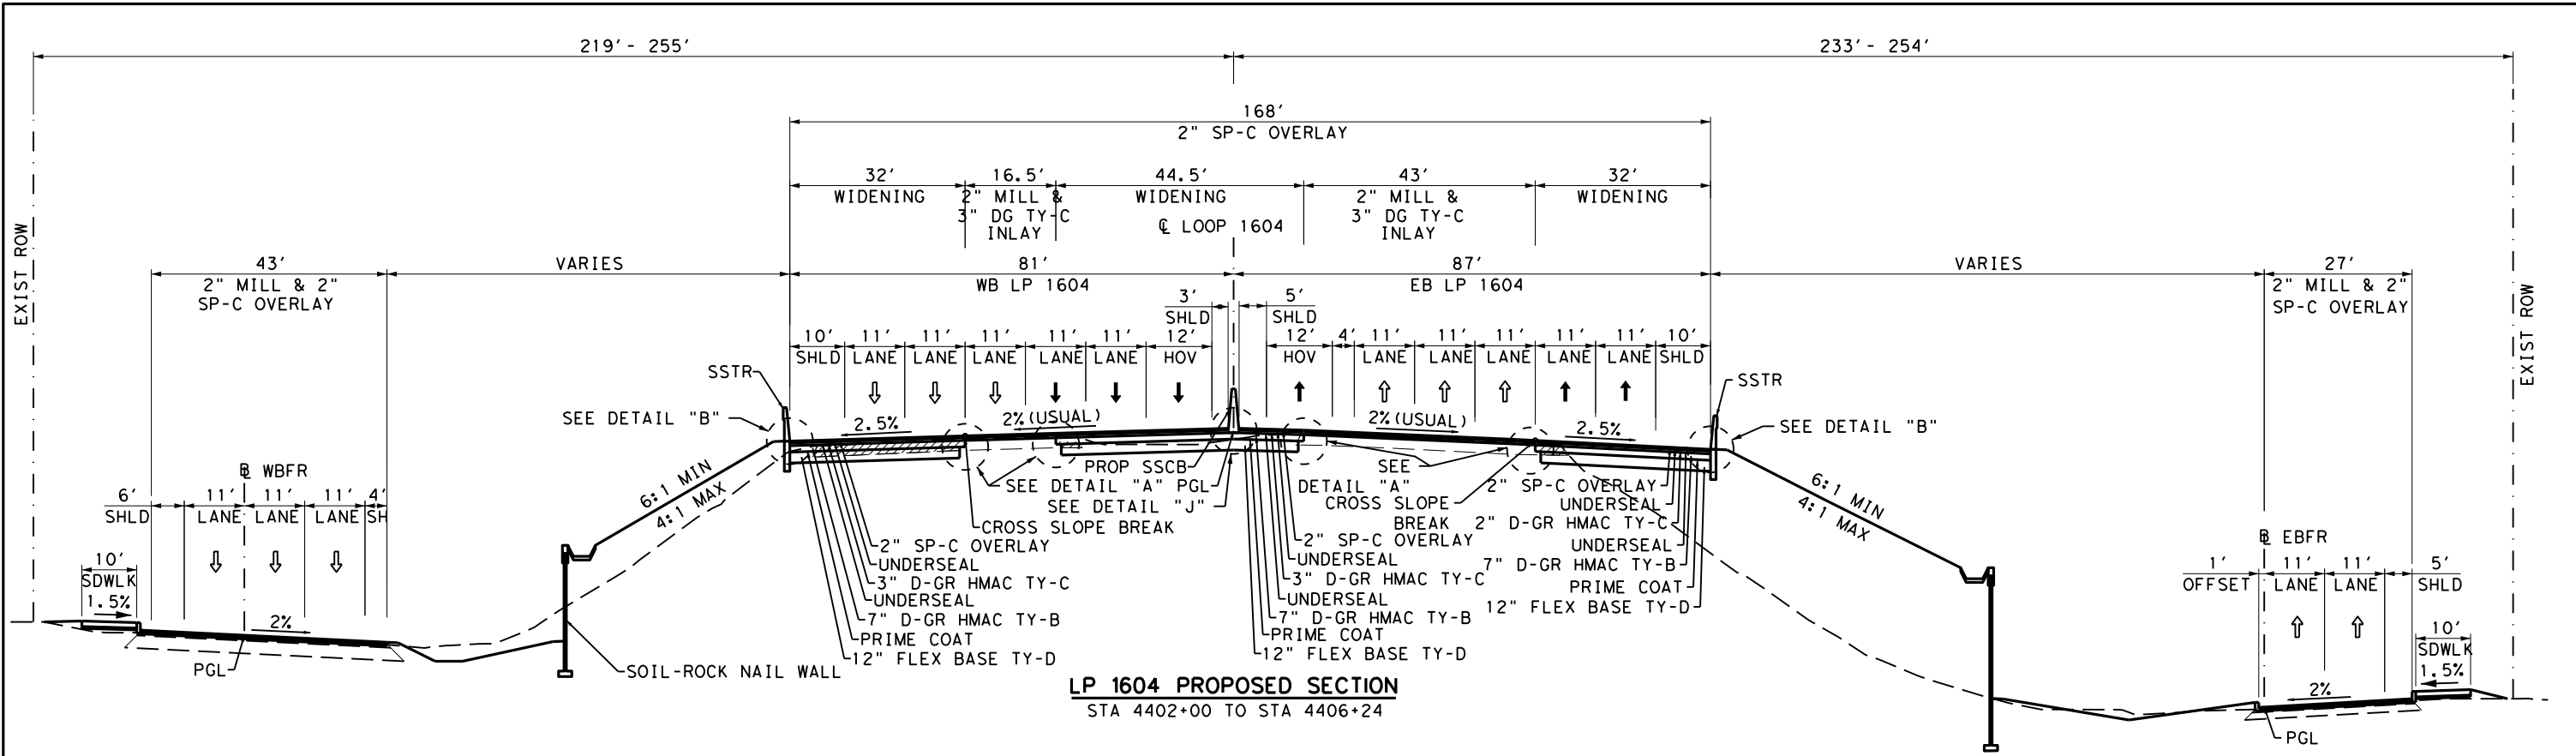 219'- 255'
233'- 254'
168'
2" SP-C OVERLAY
32'
WIDENING
16.5'
2" MILL &
3" DG TY-C
INLAY
44.5'
WIDENING
43'
2" MILL &
3" DG TY-C
INLAY
32'
WIDENING
℄ LOOP 1604
EXIST ROW
EXIST ROW
43'
2" MILL & 2"
SP-C OVERLAY
VARIES
81'
WB LP 1604
87'
EB LP 1604
VARIES
27'
2" MILL & 2"
SP-C OVERLAY
3'
SHLD
5'
SHLD
10'
SHLD
11'
LANE
11'
LANE
11'
LANE
11'
LANE
11'
LANE
12'
HOV
12'
HOV
4'
11'
LANE
11'
LANE
11'
LANE
11'
LANE
11'
LANE
10'
SHLD
SSTR
SSTR
SEE DETAIL "B"
SEE DETAIL "B"
2.5%
2%(USUAL)
2%(USUAL)
2.5%
6:1 MIN
4:1 MAX
6:1 MIN
4:1 MAX
PROP SSCB
SEE DETAIL "A"
PGL
SEE DETAIL "J"
CROSS SLOPE BREAK
SEE
DETAIL "A"
CROSS SLOPE
BREAK
2" SP-C OVERLAY
UNDERSEAL
3" D-GR HMAC TY-C
UNDERSEAL
7" D-GR HMAC TY-B
PRIME COAT
12" FLEX BASE TY-D
2" SP-C OVERLAY
UNDERSEAL
3" D-GR HMAC TY-C
UNDERSEAL
7" D-GR HMAC TY-B
PRIME COAT
12" FLEX BASE TY-D
2" SP-C OVERLAY
UNDERSEAL
2" D-GR HMAC TY-C
UNDERSEAL
7" D-GR HMAC TY-B
PRIME COAT
12" FLEX BASE TY-D
WBFR
6'
SHLD
11'
LANE
11'
LANE
11'
LANE
4'
SH
10'
SDWLK
1.5%
2%
PGL
SOIL-ROCK NAIL WALL
EBFR
1'
OFFSET
11'
LANE
11'
LANE
5'
SHLD
10'
SDWLK
1.5%
2%
PGL
LP 1604 PROPOSED SECTION
STA 4402+00 TO STA 4406+24